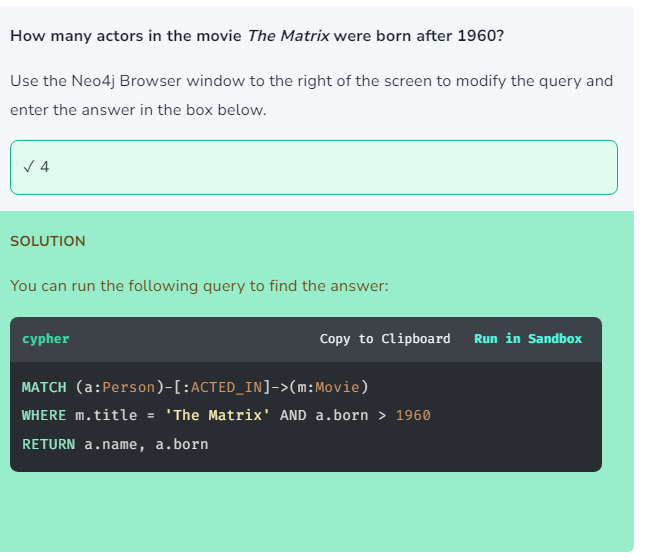 How many actors in the movie The Matrix were born after 1960?
Use the Neo4j Browser window to the right of the screen to modify the query and
enter the answer in the box below.
✓ 4
SOLUTION
You can run the following query to find the answer:
cypher Copy to Clipboard Run in Sandbox
MATCH (a:Person)-[:ACTED_IN]->(m:Movie)
WHERE m.title = 'The Matrix' AND a.born > 1960
RETURN a.name, a.born